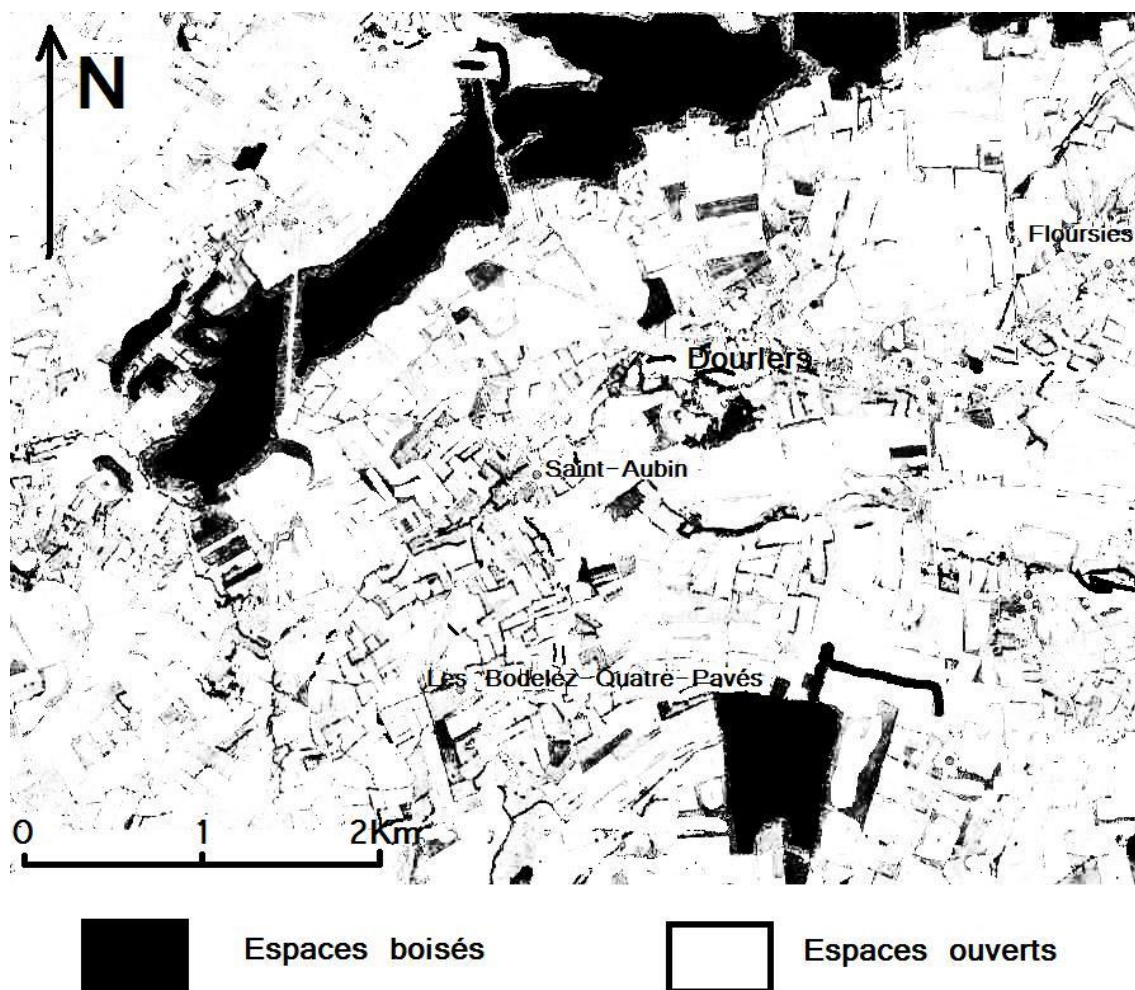 N
Floursies
Dourlers
Saint-Aubin
Les Bodelez-Quatre-Pavés
0 1 2Km
Espaces boisés
Espaces ouverts